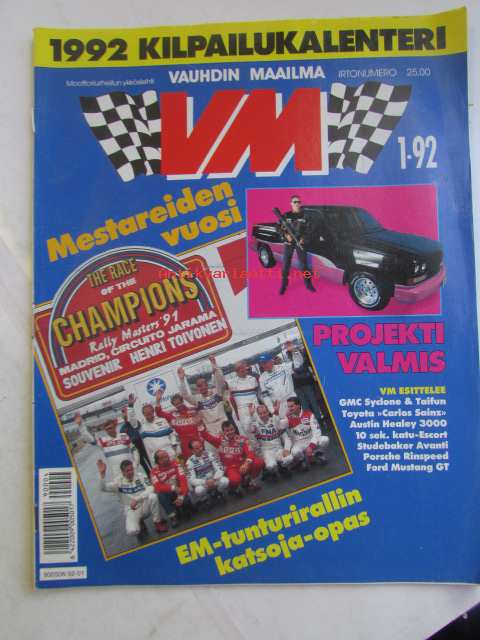 1992 KILPAILUKALENTERI
Moottoriurheilun ykköslehti
VAUHDIN MAAILMA
IRTONUMERO 25,00
VM
1-92
Mestareiden
vuosi
THE RACE
OF THE
CHAMPIONS
Rally Masters '91
MADRID, CIRCUITO JARAMA
SOUVENIR HENRI TOIVONEN
PROJEKTI
VALMIS
VM ESITTELEE
GMC Syclone & Taifun
Toyota »Carlos Sainz»
Austin Healey 3000
10 sek. katu-Escort
Studebaker Avanti
Porsche Rinspeed
Ford Mustang GT
EM-tunturirallin
katsoja-opas